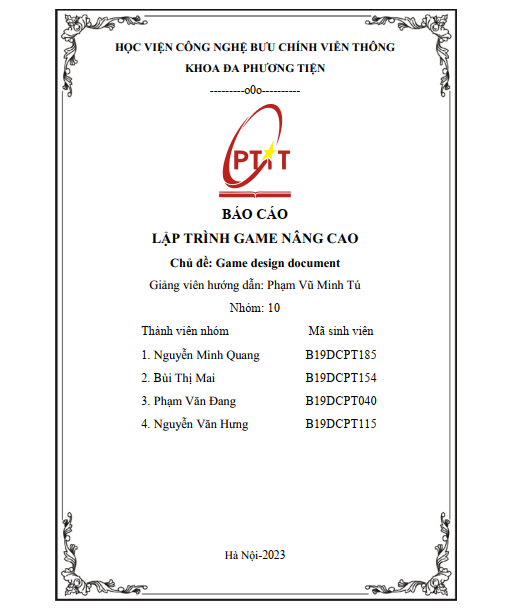 HỌC VIỆN CÔNG NGHỆ BƯU CHÍNH VIỄN THÔNG
KHOA ĐA PHƯƠNG TIỆN
---------o0o----------
PTIT
BÁO CÁO
LẬP TRÌNH GAME NÂNG CAO
Chủ đề: Game design document
Giảng viên hướng dẫn: Phạm Vũ Minh Tú
Nhóm: 10
Thành viên nhóm Mã sinh viên
1. Nguyễn Minh Quang B19DCPT185
2. Bùi Thị Mai B19DCPT154
3. Phạm Văn Đang B19DCPT040
4. Nguyễn Văn Hưng B19DCPT115
Hà Nội-2023